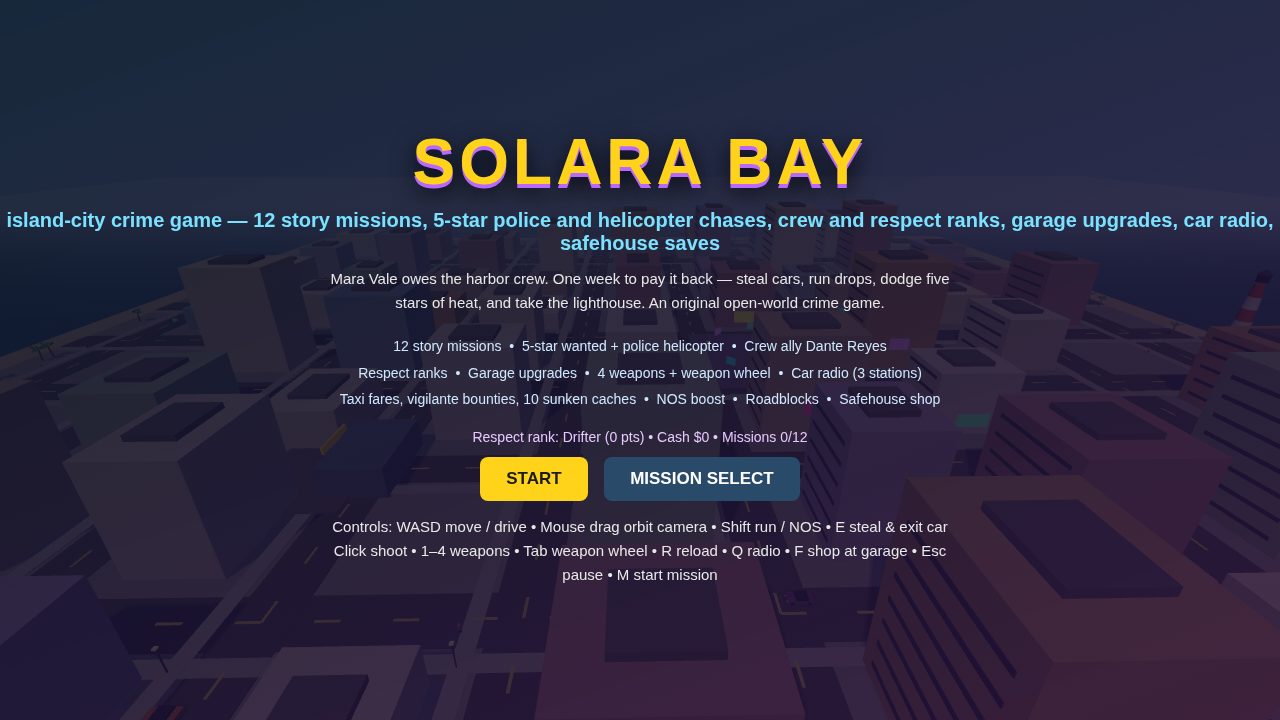 SOLARA BAY
island-city crime game — 12 story missions, 5-star police and helicopter chases, crew and respect ranks, garage upgrades, car radio,
safehouse saves
Mara Vale owes the harbor crew. One week to pay it back — steal cars, run drops, dodge five
stars of heat, and take the lighthouse. An original open-world crime game.
12 story missions • 5-star wanted + police helicopter • Crew ally Dante Reyes
Respect ranks • Garage upgrades • 4 weapons + weapon wheel • Car radio (3 stations)
Taxi fares, vigilante bounties, 10 sunken caches • NOS boost • Roadblocks • Safehouse shop
Respect rank: Drifter (0 pts) • Cash $0 • Missions 0/12
START
MISSION SELECT
Controls: WASD move / drive • Mouse drag orbit camera • Shift run / NOS • E steal & exit car
Click shoot • 1–4 weapons • Tab weapon wheel • R reload • Q radio • F shop at garage • Esc
pause • M start mission